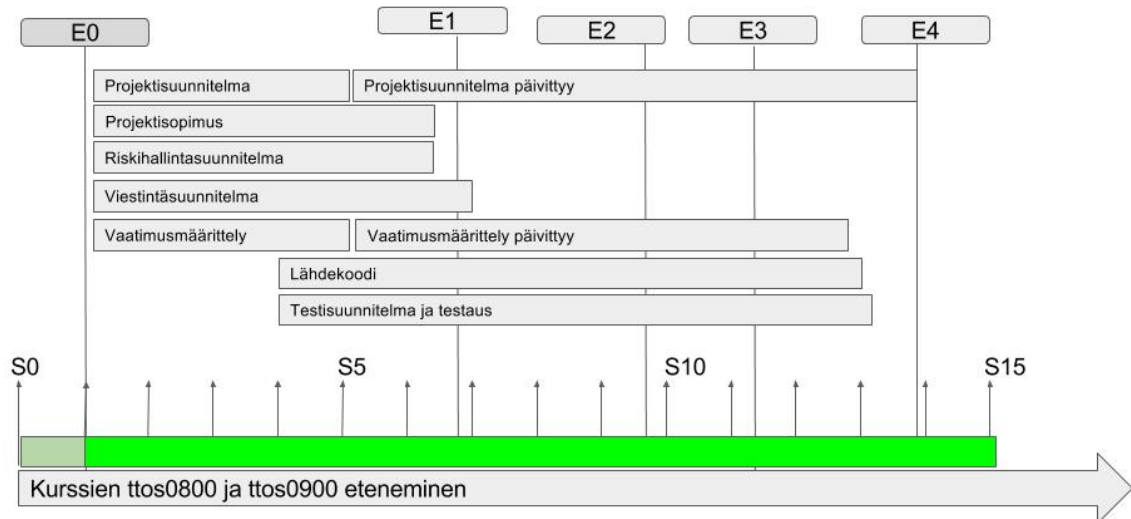 E0
E1
E2
E3
E4
Projektisuunnitelma
Projektisuunnitelma päivittyy
Projektisopimus
Riskihallintasuunnitelma
Viestintäsuunnitelma
Vaatimusmäärittely
Vaatimusmäärittely päivittyy
Lähdekoodi
Testisuunnitelma ja testaus
S0
S5
S10
S15
Kurssien ttos0800 ja ttos0900 eteneminen